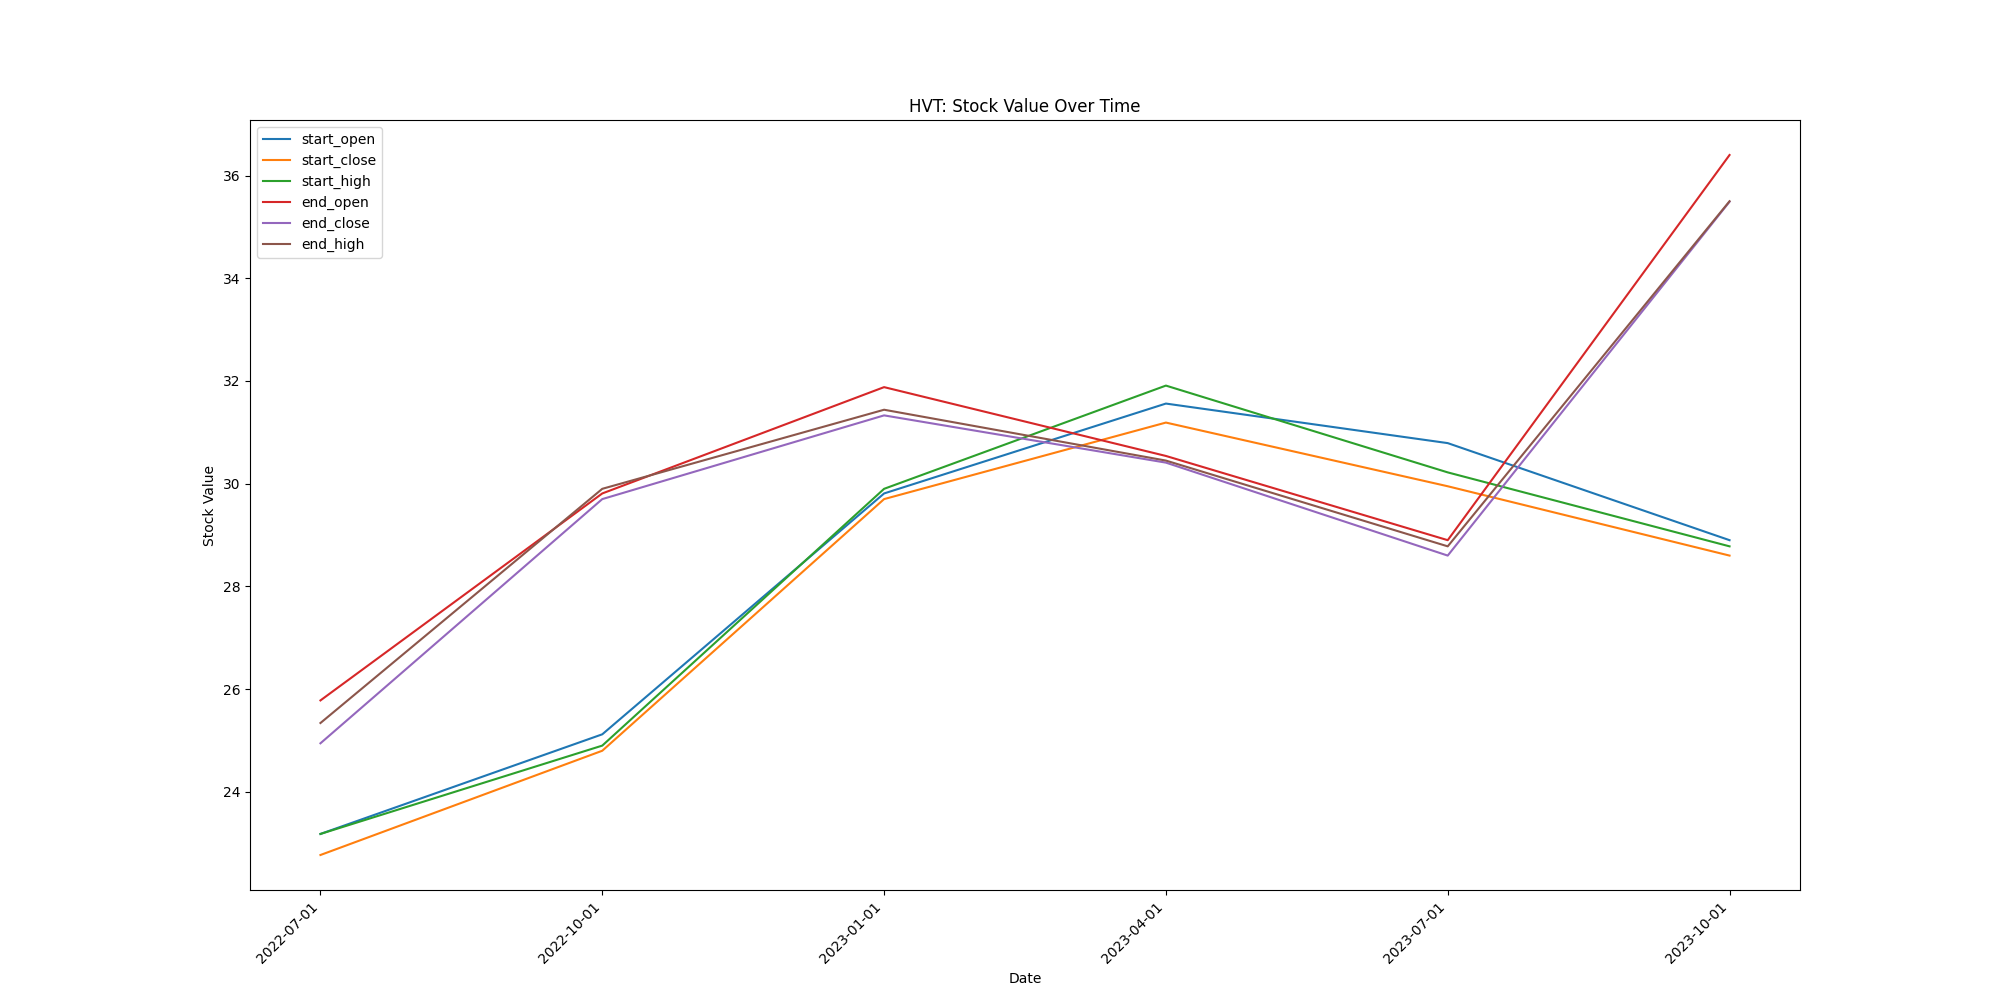 HVT: Stock Value Over Time
start_open
start_close
start_high
end_open
end_close
end_high
36
34
32
30
28
26
24
Stock Value
2022-07-01
2022-10-01
2023-01-01
2023-04-01
2023-07-01
2023-10-01
Date